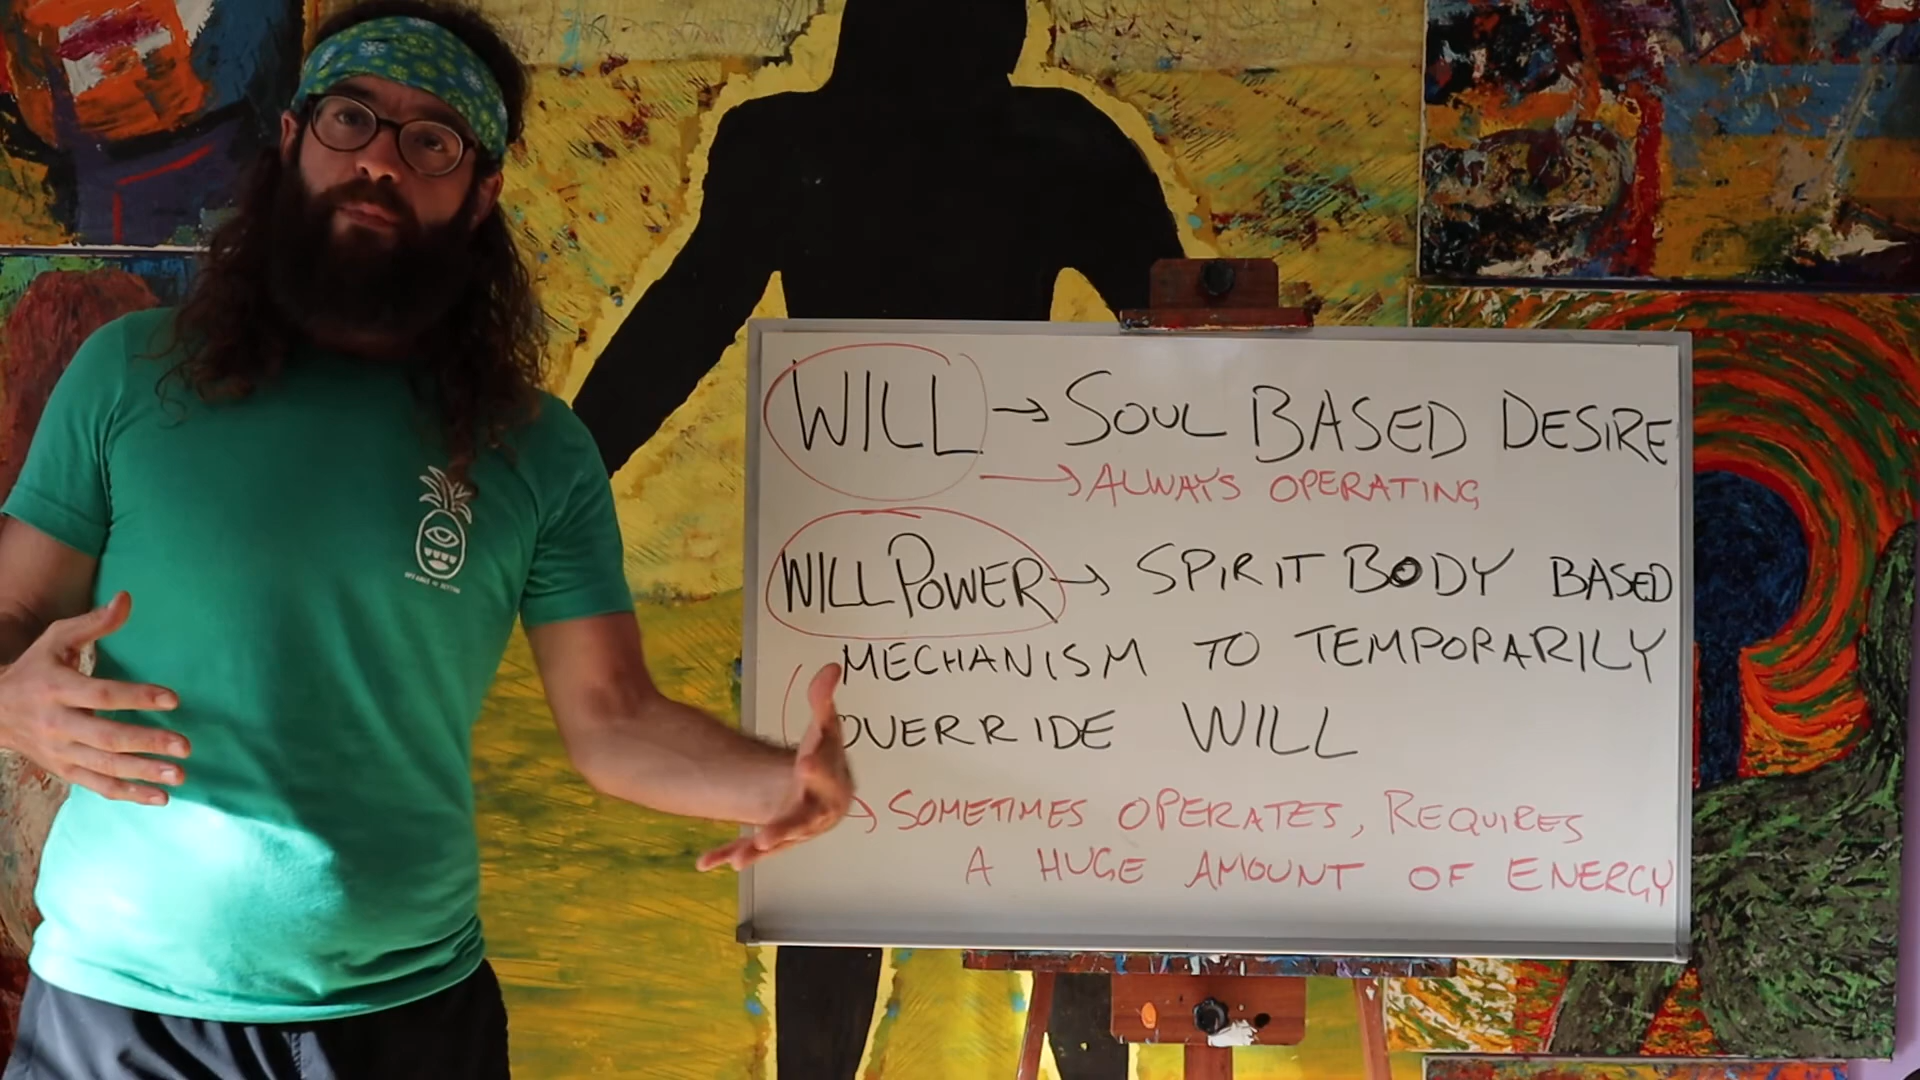 WILL → SOUL BASED DESIRE
→ ALWAYS OPERATING
WILLPOWER → SPIRIT BODY BASED
MECHANISM TO TEMPORARILY
OVERRIDE WILL
→ SOMETIMES OPERATES, REQUIRES
A HUGE AMOUNT OF ENERGY